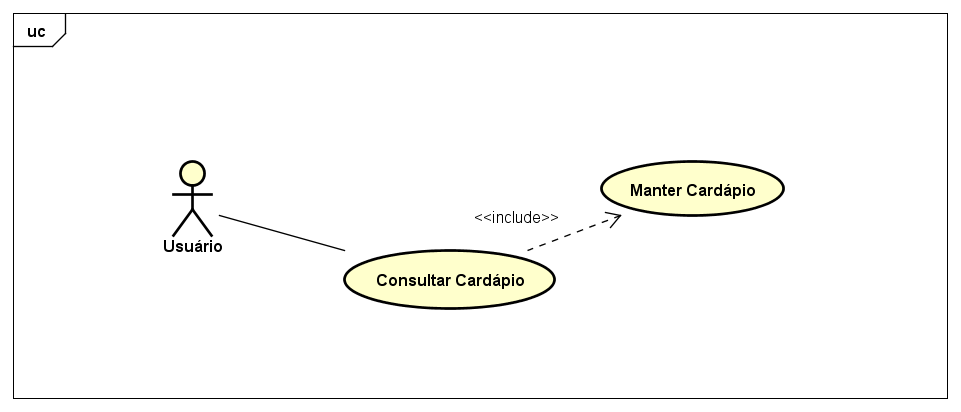 uc
Manter Cardápio
<<include>>
Usuário
Consultar Cardápio